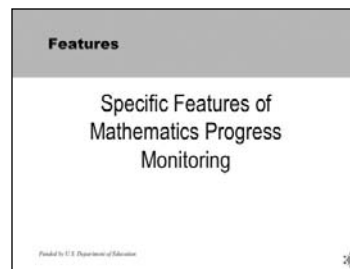 Features
Specific Features of
Mathematics Progress
Monitoring
Funded by U.S. Department of Education